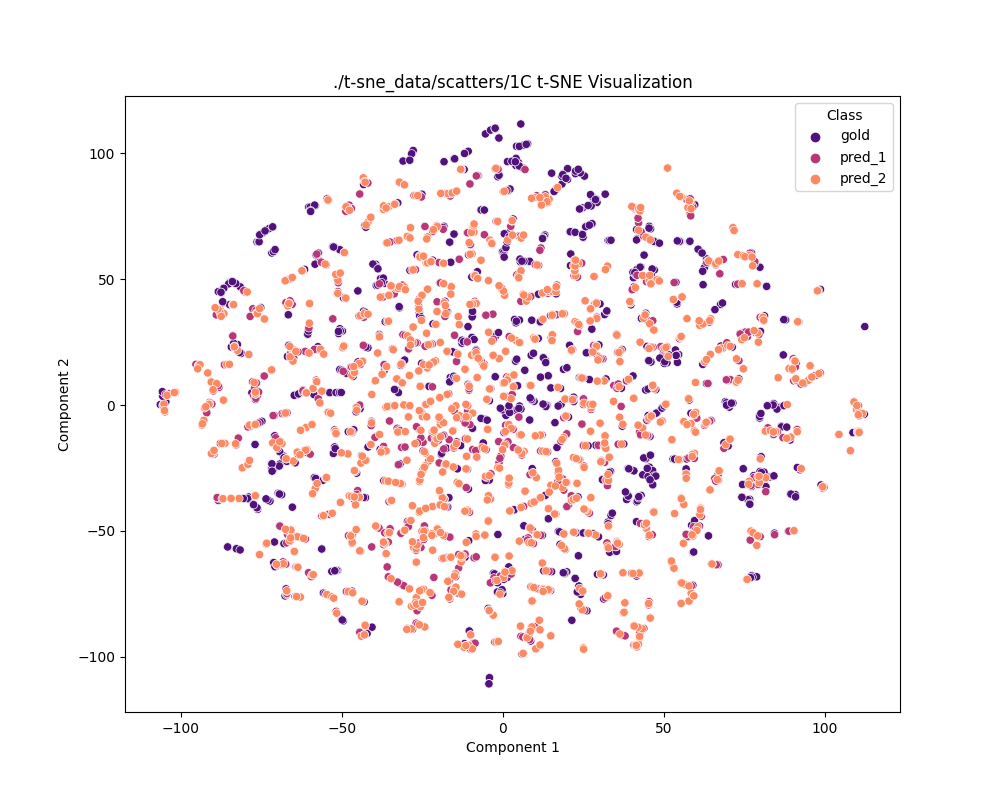 ./t-sne_data/scatters/1C t-SNE Visualization
Class
gold
pred_1
pred_2
Component 2
100
50
0
−50
−100
−100
−50
0
50
100
Component 1